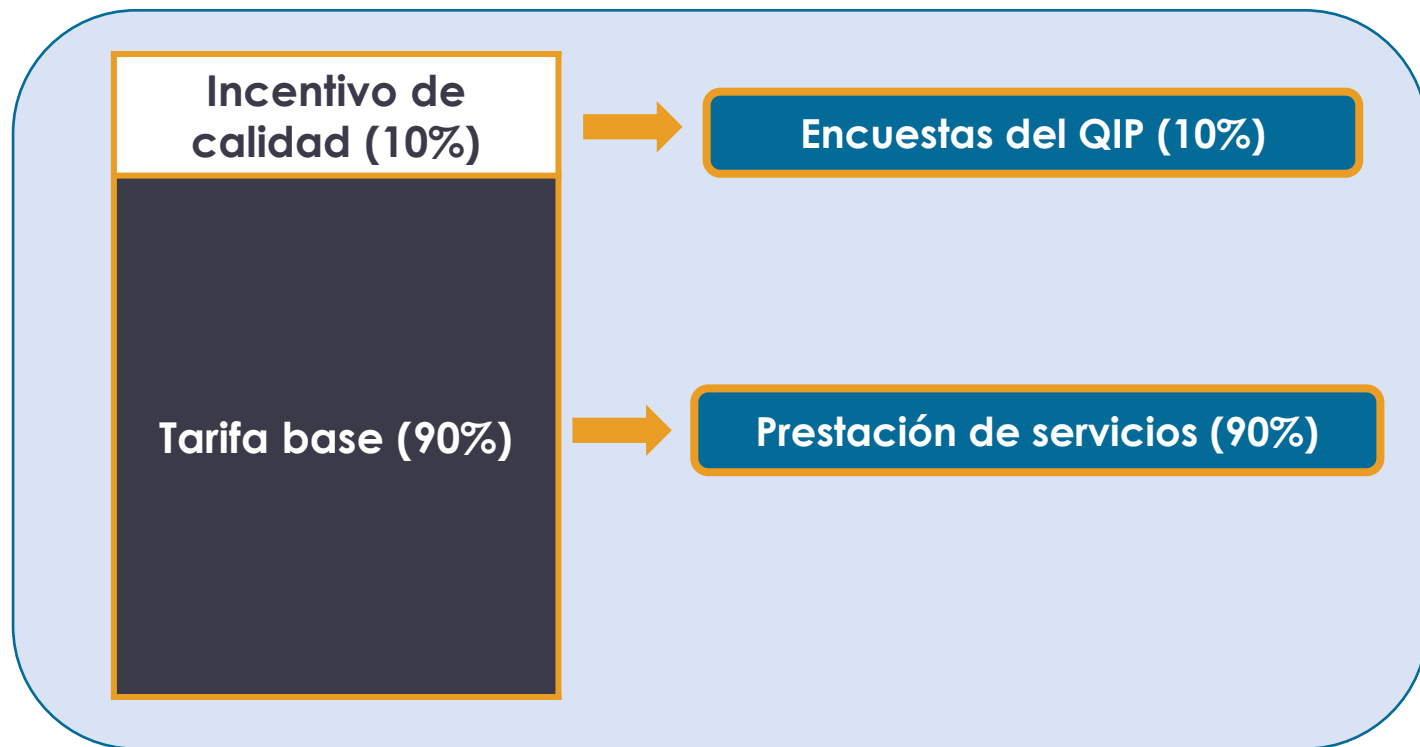 Incentivo de
calidad (10%)
Encuestas del QIP (10%)
Tarifa base (90%)
Prestación de servicios (90%)